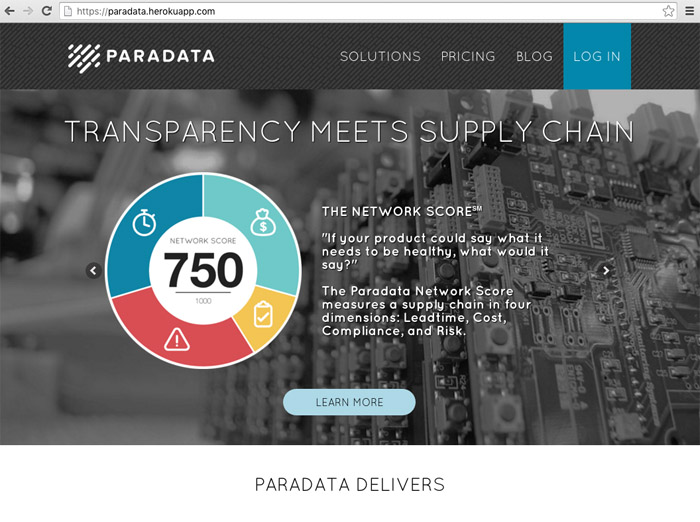 https://paradata.herokuapp.com
PARADATA
SOLUTIONS PRICING BLOG LOG IN
TRANSPARENCY MEETS SUPPLY CHAIN
THE NETWORK SCORE℠
"If your product could say what it
needs to be healthy, what would it
say?"
The Paradata Network Score
measures a supply chain in four
dimensions: Leadtime, Cost,
Compliance, and Risk.
$
NETWORK SCORE
750
1000
LEARN MORE
PARADATA DELIVERS